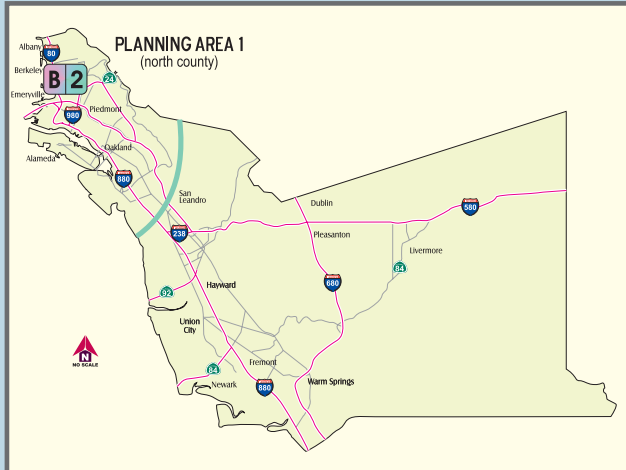 PLANNING AREA 1
(north county)
Albany
80
Berkeley
B 2
24
Emeryville
980
Piedmont
Oakland
Alameda
880
San
Leandro
Dublin
580
238
Pleasanton
Livermore
84
680
92
Hayward
Union
City
N
NO SCALE
Fremont
84
Newark
880
Warm Springs